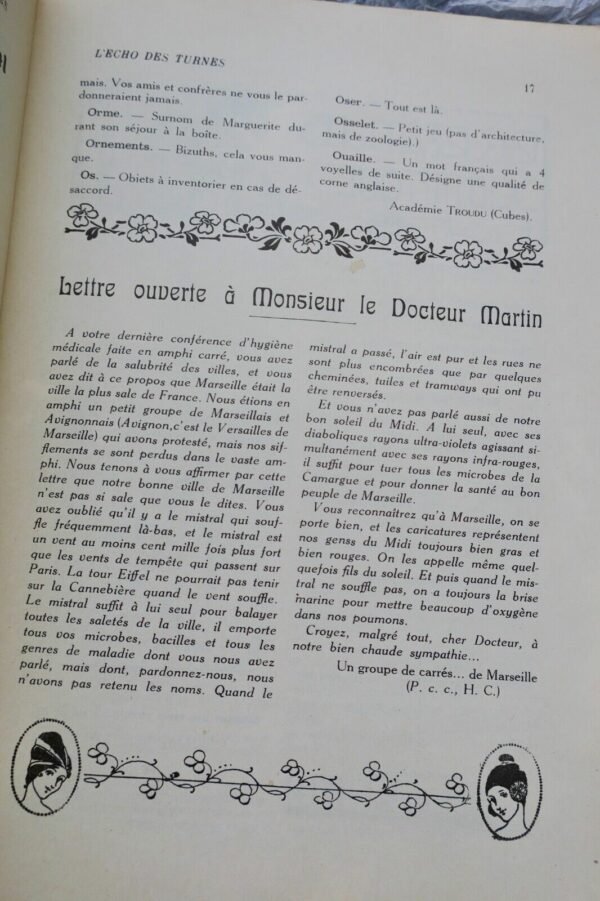 L'ECHO DES TURNES
17
mais. Vos amis et confrères ne vous le par-
donneraient jamais.
Orme. — Surnom de Marguerite du-
rant son séjour à la boîte.
Ornements. — Bizuths, cela vous man-
que.
Os. — Objets à inventorier en cas de dé-
saccord.
Oser. — Tout est là.
Osselet. — Petit jeu (pas d'architecture,
mais de zoologie).)
Ouaille. — Un mot français qui a 4
voyelles de suite. Désigne une qualité de
corne anglaise.
Académie TROUDU (Cubes).
Lettre ouverte à Monsieur le Docteur Martin
A votre dernière conférence d'hygiène
médicale faite en amphi carré, vous avez
parlé de la salubrité des villes, et vous
avez dit à ce propos que Marseille était la
ville la plus sale de France. Nous étions en
amphi un petit groupe de Marseillais et
Avignonnais (Avignon,c'est le Versailles de
Marseille) qui avons protesté, mais nos sif-
flements se sont perdus dans le vaste am-
phi. Nous tenons à vous affirmer par cette
lettre que notre bonne ville de Marseille
n'est pas si sale que vous le dites. Vous
avez oublié qu'il y a le mistral qui souf-
fle fréquemment là-bas, et le mistral est
un vent au moins cent mille fois plus fort
que les vents de tempête qui passent sur
Paris. La tour Eiffel ne pourrait pas tenir
sur la Cannebière quand le vent souffle.
Le mistral suffit à lui seul pour balayer
toutes les saletés de la ville, il emporte
tous vos microbes, bacilles et tous les
genres de maladie dont vous nous avez
parlé, mais dont, pardonnez-nous, nous
n'avons pas retenu les noms. Quand le
mistral a passé, l'air est pur et les rues ne
sont plus encombrées que par quelques
cheminées, tuiles et tramways qui ont pu
être renversés.
Et vous n'avez pas parlé aussi de notre
bon soleil du Midi. A lui seul, avec ses
diaboliques rayons ultra-violets agissant si-
multanément avec ses rayons infra-rouges,
il suffit pour tuer tous les microbes de la
Camargue et pour donner la santé au bon
peuple de Marseille.
Vous reconnaîtrez qu'à Marseille, on se
porte bien, et les caricatures représentent
nos genss du Midi toujours bien gras et
bien rouges. On les appelle même quel-
quefois fils du soleil. Et puis quand le mis-
tral ne souffle pas, on a toujours la brise
marine pour mettre beaucoup d'oxygène
dans nos poumons.
Croyez, malgré tout, cher Docteur, à
notre bien chaude sympathie...
Un groupe de carrés... de Marseille
(P. c. c., H. C.)